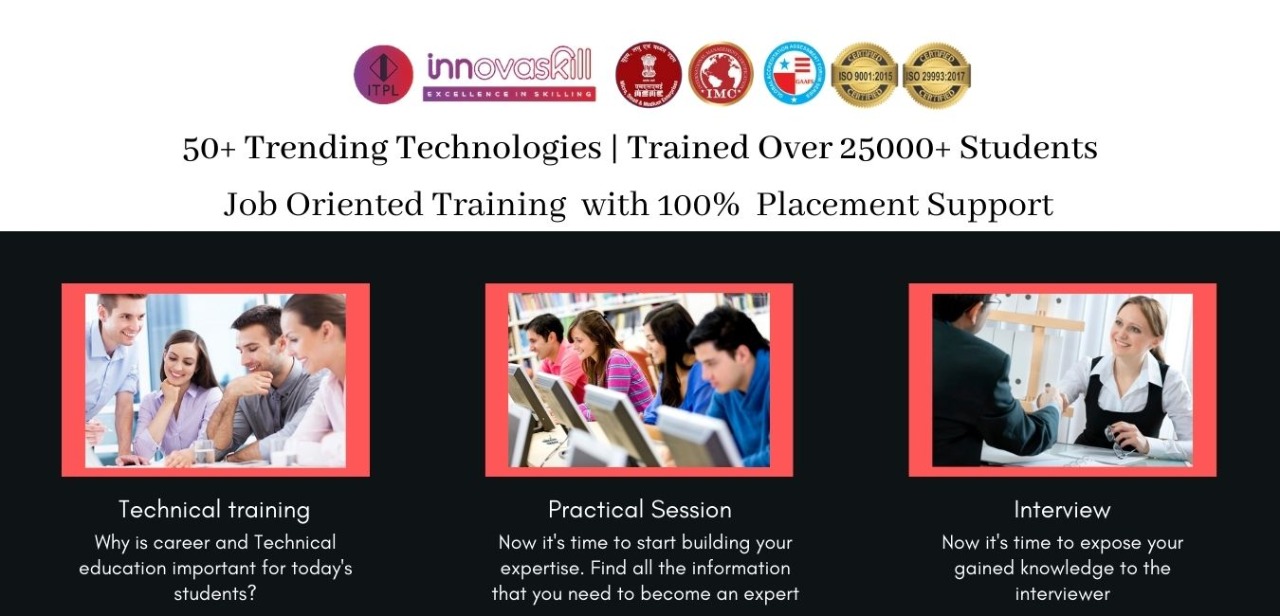 ITPL
innovaskill
EXCELLENCE IN SKILLING
IMC
ISO 9001:2015
ISO 29993:2017
CERTIFIED
CERTIFIED
CERTIFIED
CERTIFIED
50+ Trending Technologies | Trained Over 25000+ Students
Job Oriented Training with 100% Placement Support
Technical training
Why is career and Technical
education important for today's
students?
Practical Session
Now it's time to start building your
expertise. Find all the information
that you need to become an expert
Interview
Now it's time to expose your
gained knowledge to the
interviewer